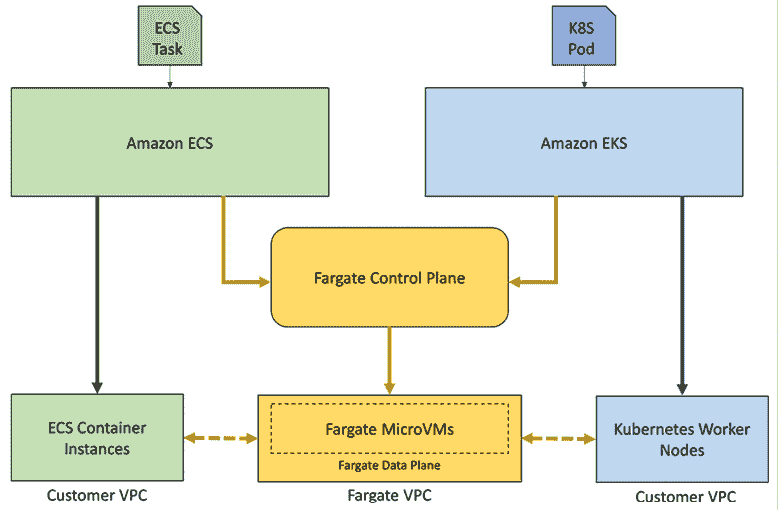 ECS
Task
K8S
Pod
Amazon ECS
Amazon EKS
Fargate Control Plane
ECS Container
Instances
Fargate MicroVMs
Fargate Data Plane
Kubernetes Worker
Nodes
Customer VPC
Fargate VPC
Customer VPC